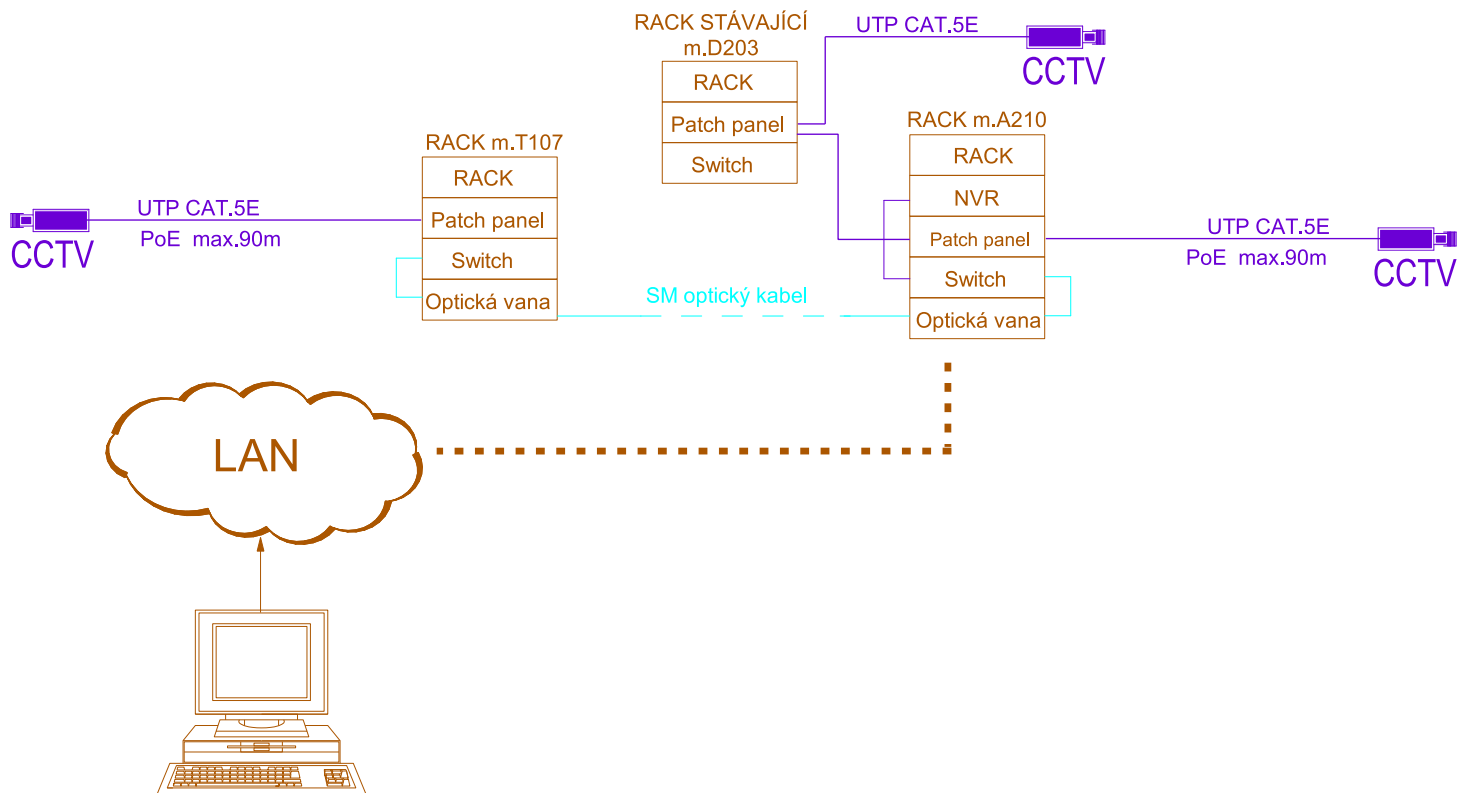 RACK STÁVAJÍCÍ
m.D203
RACK
Patch panel
Switch
UTP CAT.5E
CCTV
RACK m.T107
RACK
Patch panel
Switch
Optická vana
UTP CAT.5E
PoE max.90m
CCTV
RACK m.A210
RACK
NVR
Patch panel
Switch
Optická vana
UTP CAT.5E
PoE max.90m
CCTV
SM optický kabel
LAN